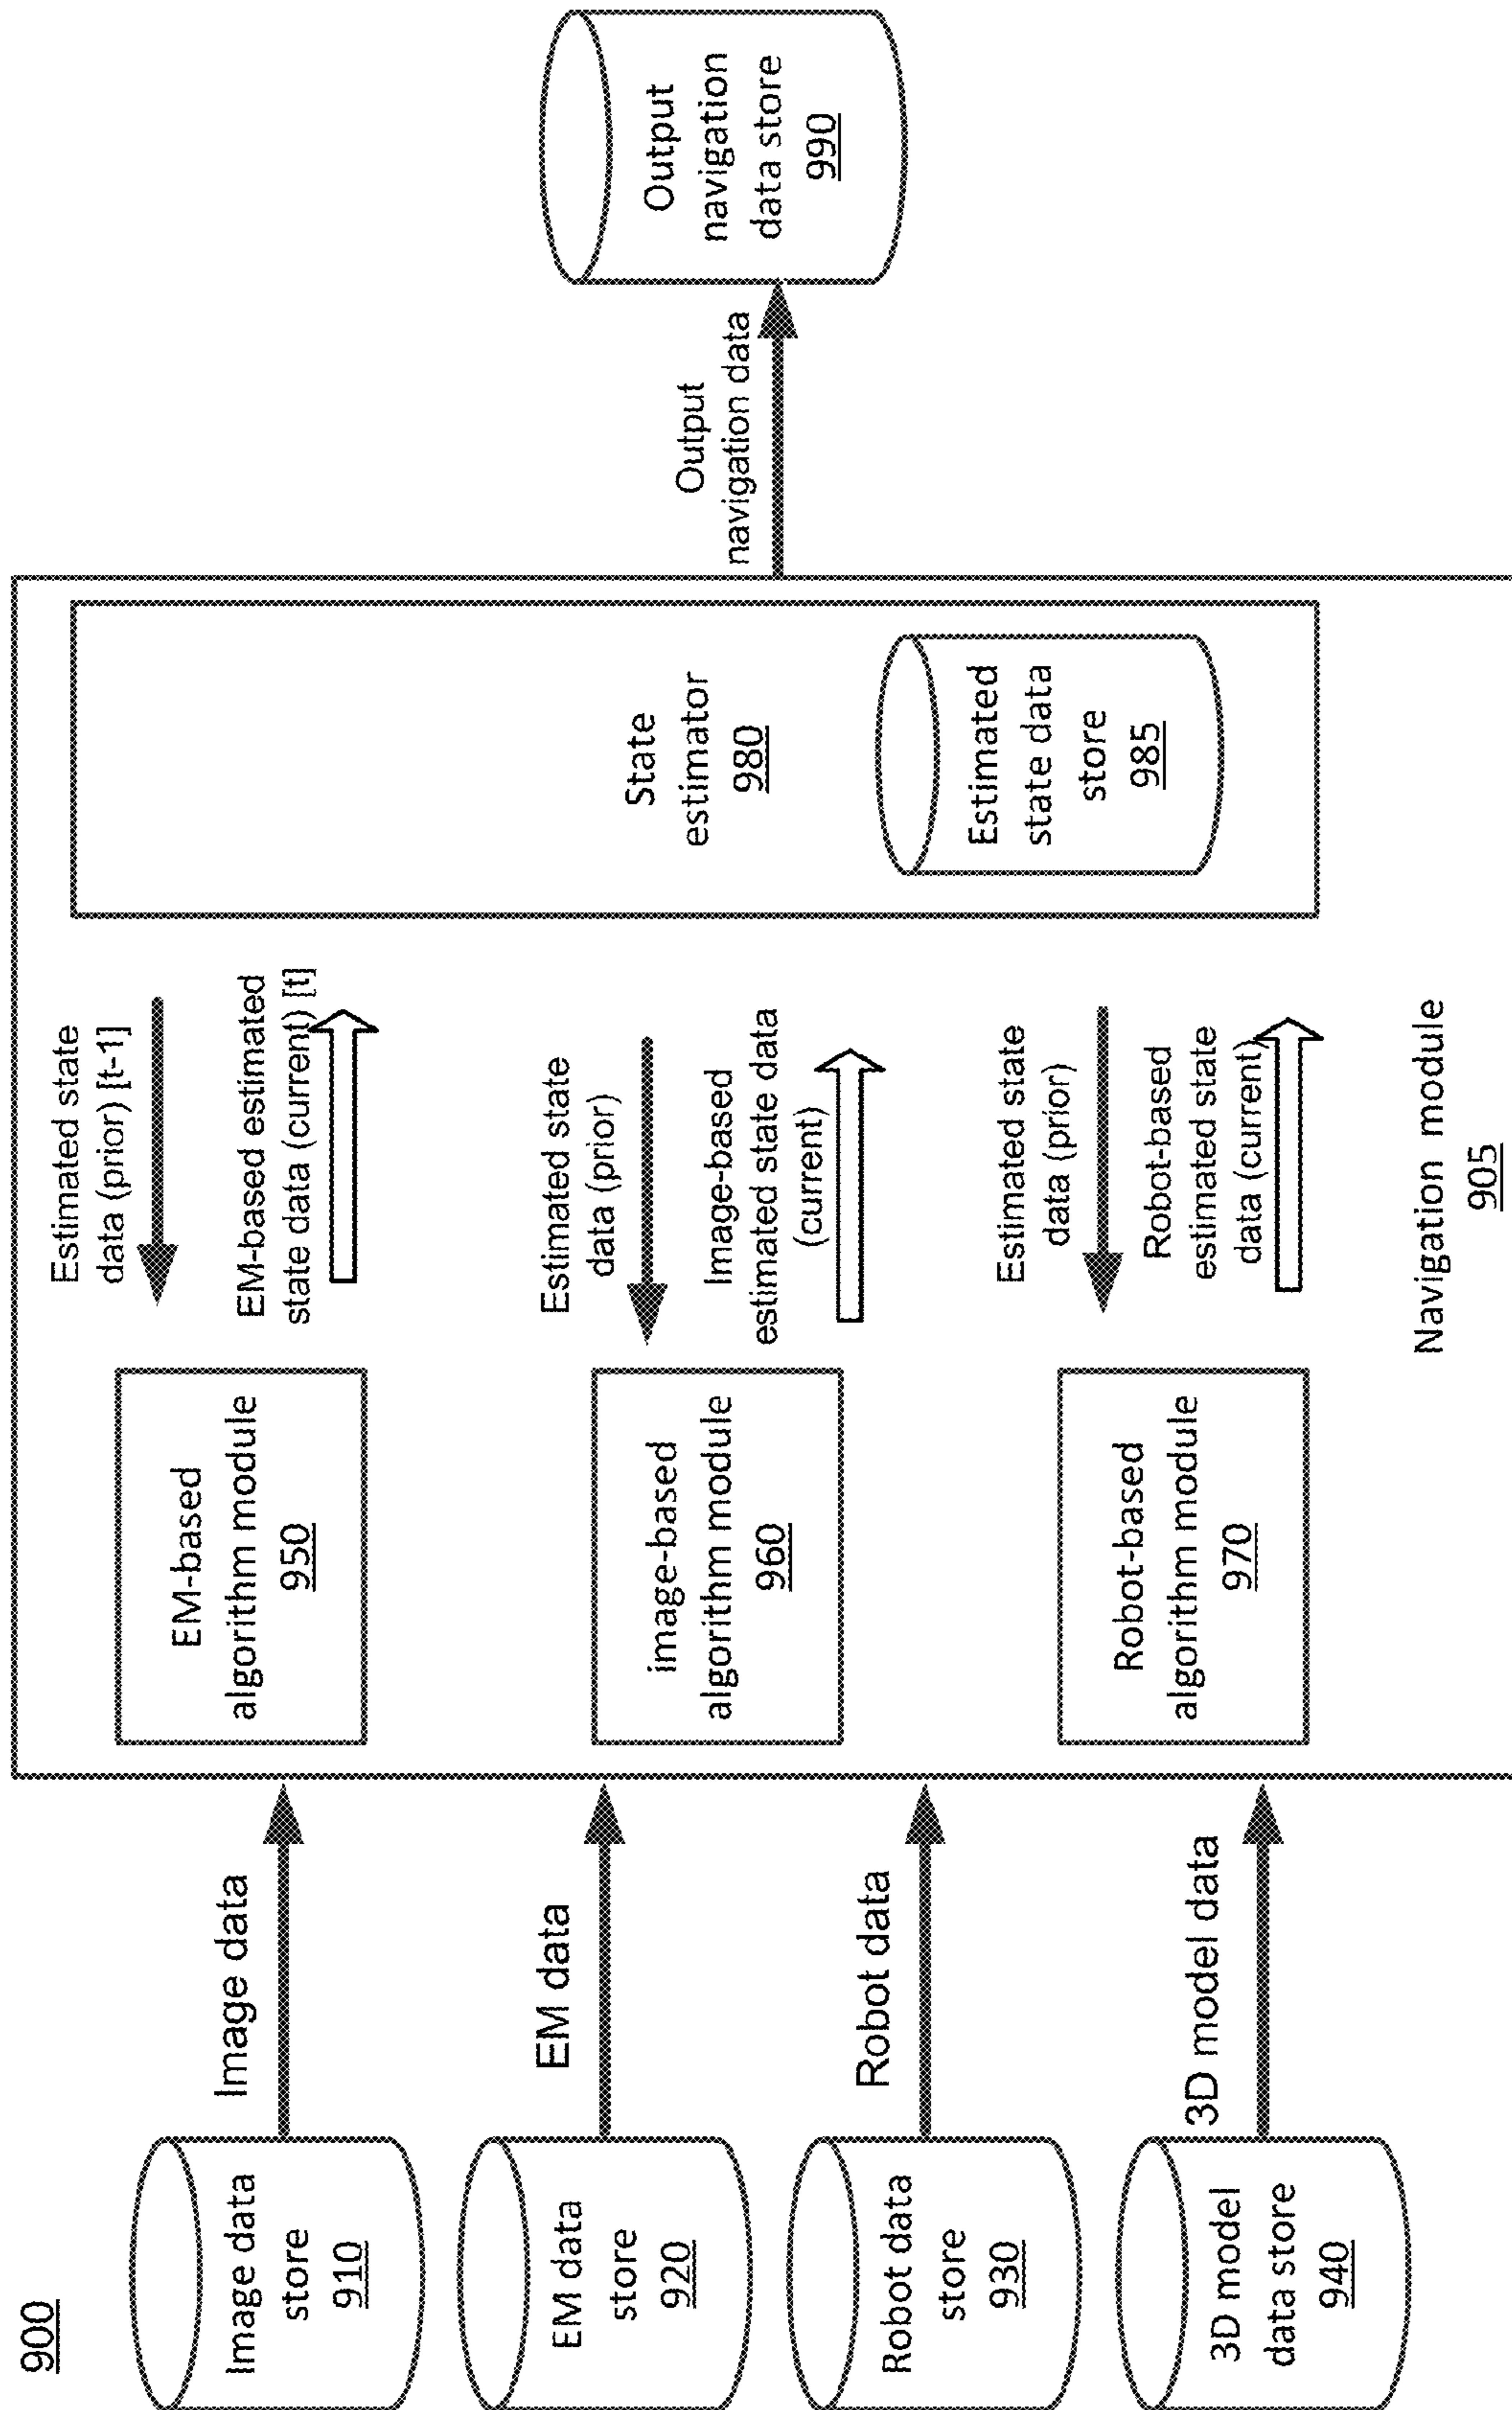 900
Image data
store
910
EM data
store
920
Robot data
store
930
3D model
data store
940
Image data
EM data
Robot data
3D model data
EM-based
algorithm module
950
image-based
algorithm module
960
Robot-based
algorithm module
970
Estimated state
data (prior) [t-1]
EM-based estimated
state data (current) [t]
Estimated state
data (prior)
Image-based
estimated state data
(current)
Estimated state
data (prior)
Robot-based
estimated state
data (current)
State
estimator
980
Estimated
state data
store
985
Navigation module
905
Output
navigation data
Output
navigation
data store
990